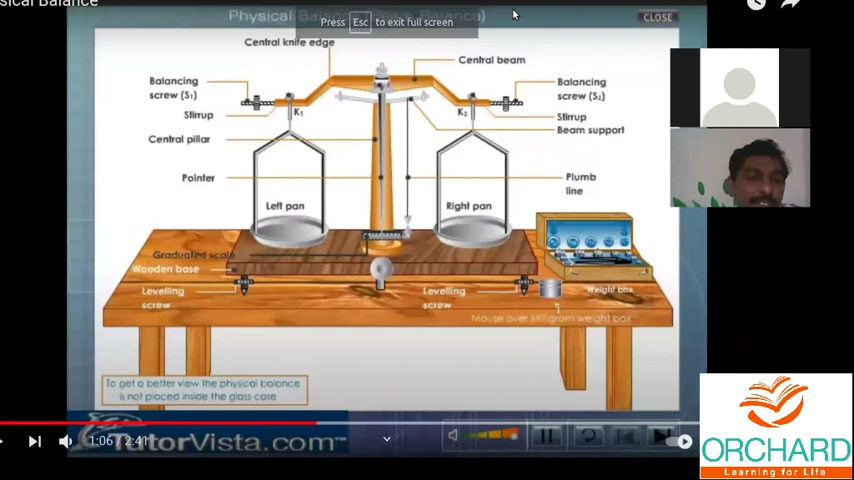 sical Balance
Physical Balance (Beam Balance)
CLOSE
Press Esc to exit full screen
Central knife edge
Central beam
Balancing
screw (S₁)
Balancing
screw (S₂)
Stirrup
K₁
K₂
Stirrup
Beam support
Central pillar
Pointer
Plumb
line
Left pan
Right pan
Graduated scale
Wooden base
Levelling
screw
Levelling
screw
Weight box
Mouse over Milligram weight box
To get a better view the physical balance
is not placed inside the glass case
1:06 / 2:41
TutorVista.com™
ORCHARD
Learning for Life